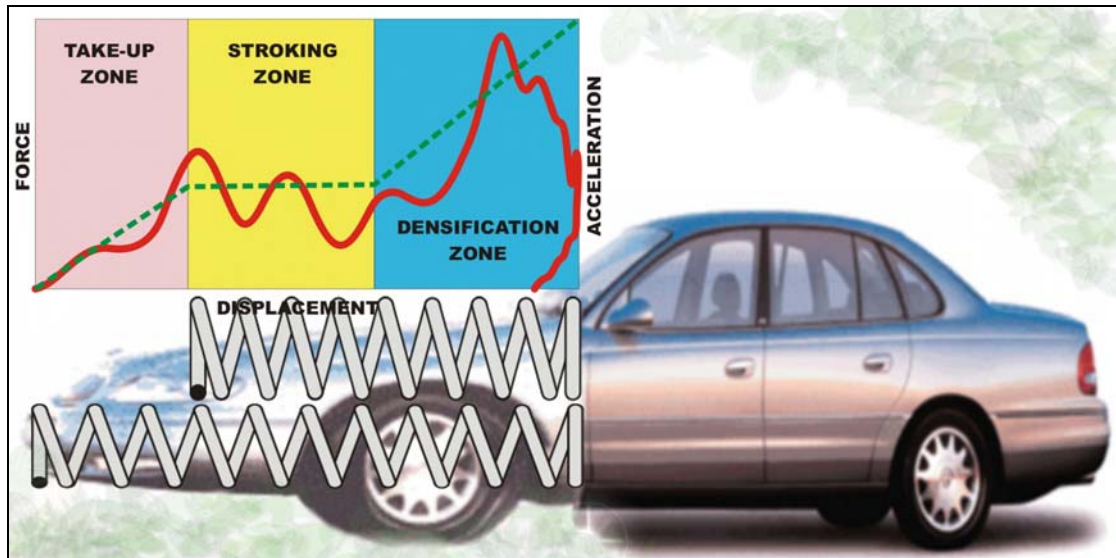 TAKE-UP
ZONE
STROKING
ZONE
DENSIFICATION
ZONE
FORCE
ACCELERATION
DISPLACEMENT